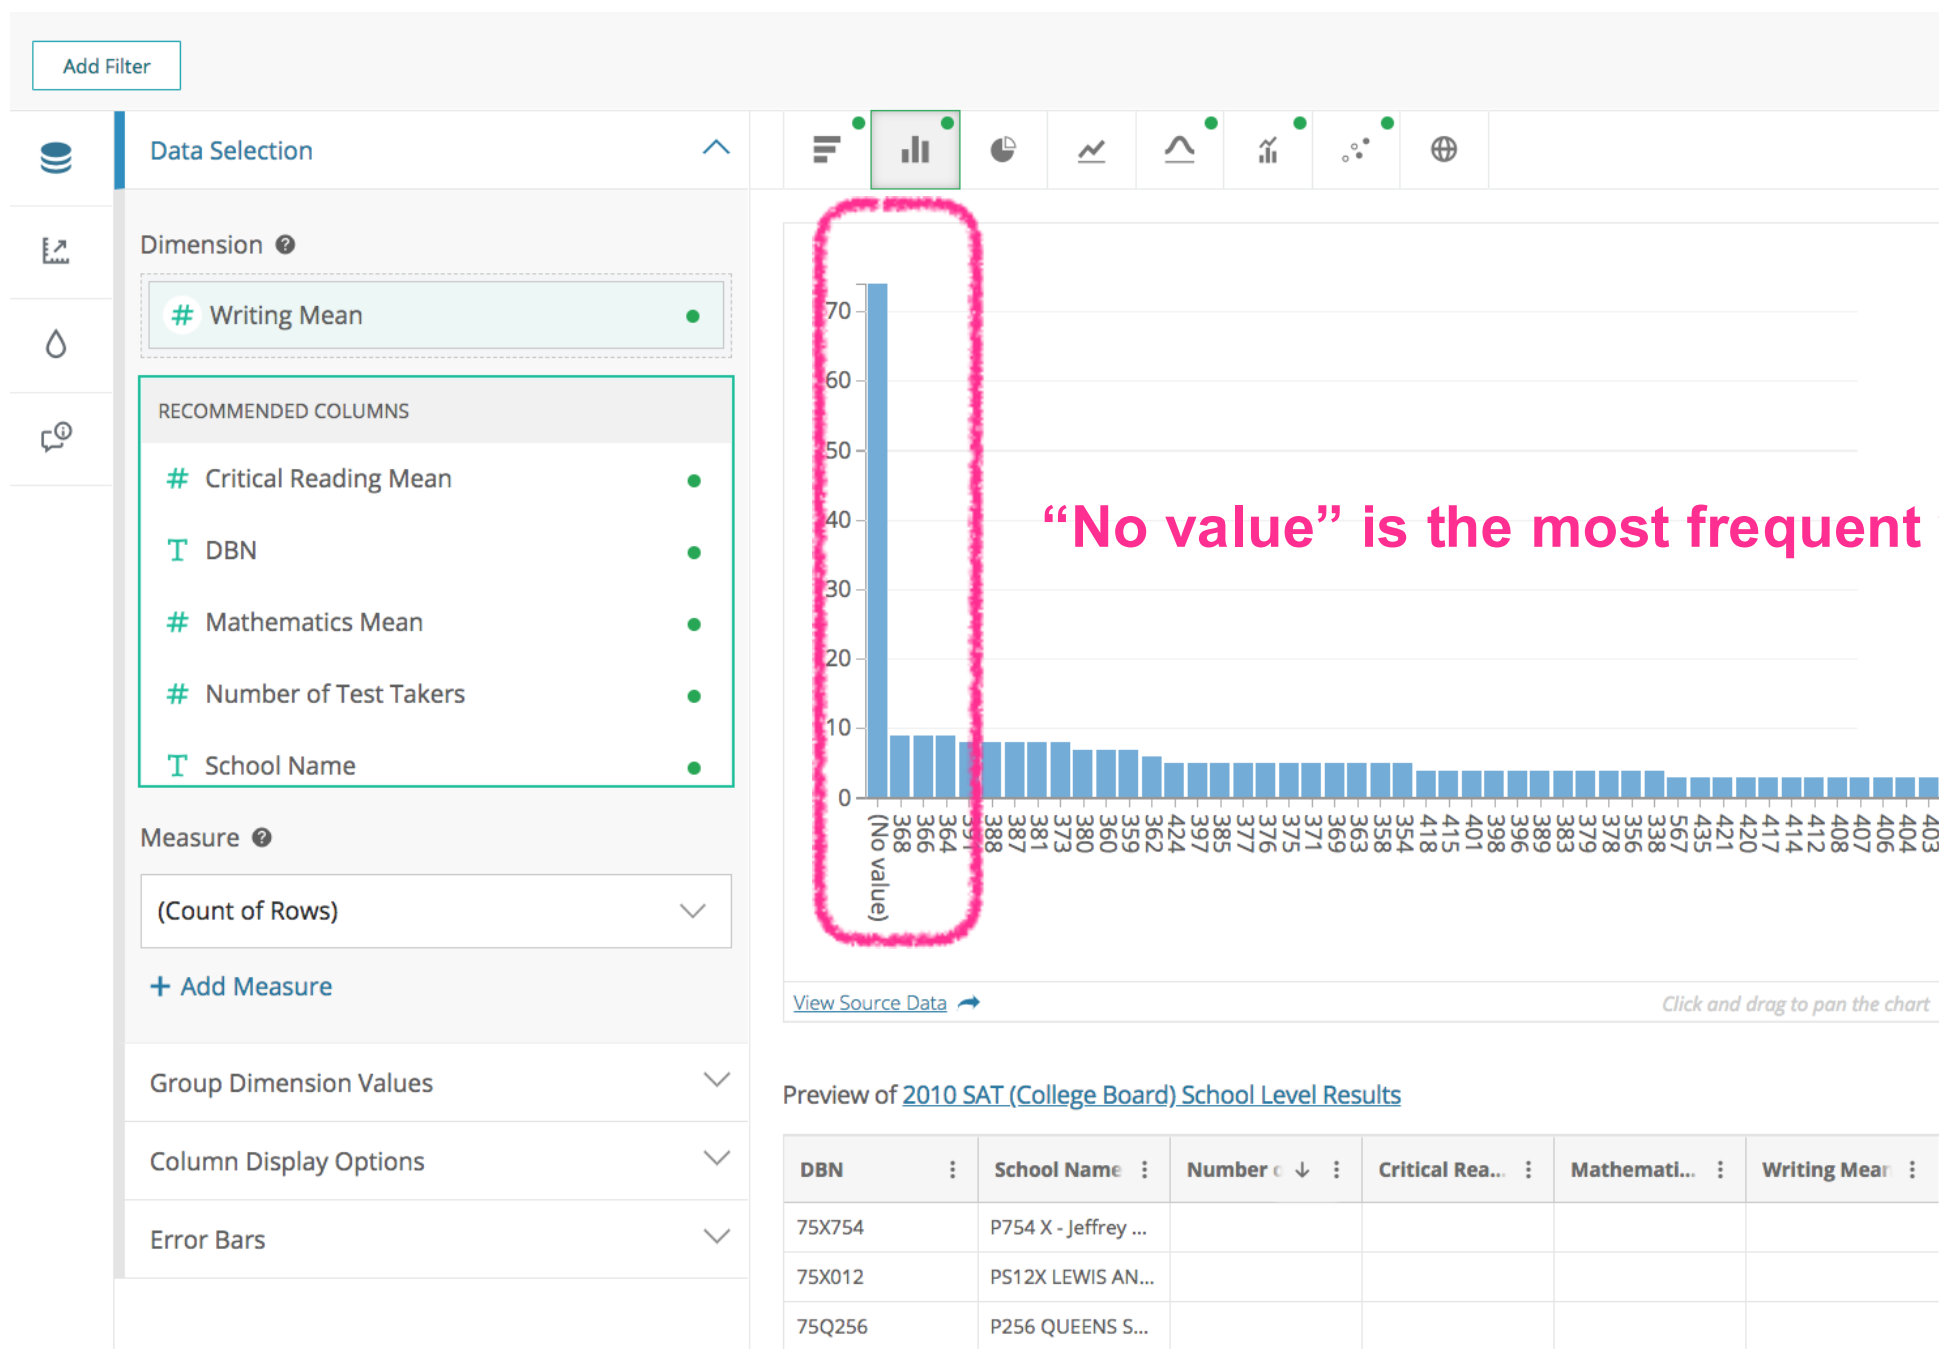 Add Filter
Data Selection
Dimension
# Writing Mean
RECOMMENDED COLUMNS
# Critical Reading Mean
T DBN
# Mathematics Mean
# Number of Test Takers
T School Name
Measure
(Count of Rows)
+ Add Measure
Group Dimension Values
Column Display Options
Error Bars
70
60
50
40
30
20
10
0
“No value” is the most frequent
(No value)
368
366
364
391
388
387
381
373
380
360
359
362
424
397
385
377
376
375
371
369
363
358
354
418
415
401
398
396
389
383
379
378
356
338
567
435
421
420
417
414
412
408
407
406
404
403
View Source Data
Click and drag to pan the chart
Preview of 2010 SAT (College Board) School Level Results
DBN School Name Number Critical Rea... Mathemati... Writing Mean
75X754 P754 X - Jeffrey ...
75X012 PS12X LEWIS AN...
75Q256 P256 QUEENS S...